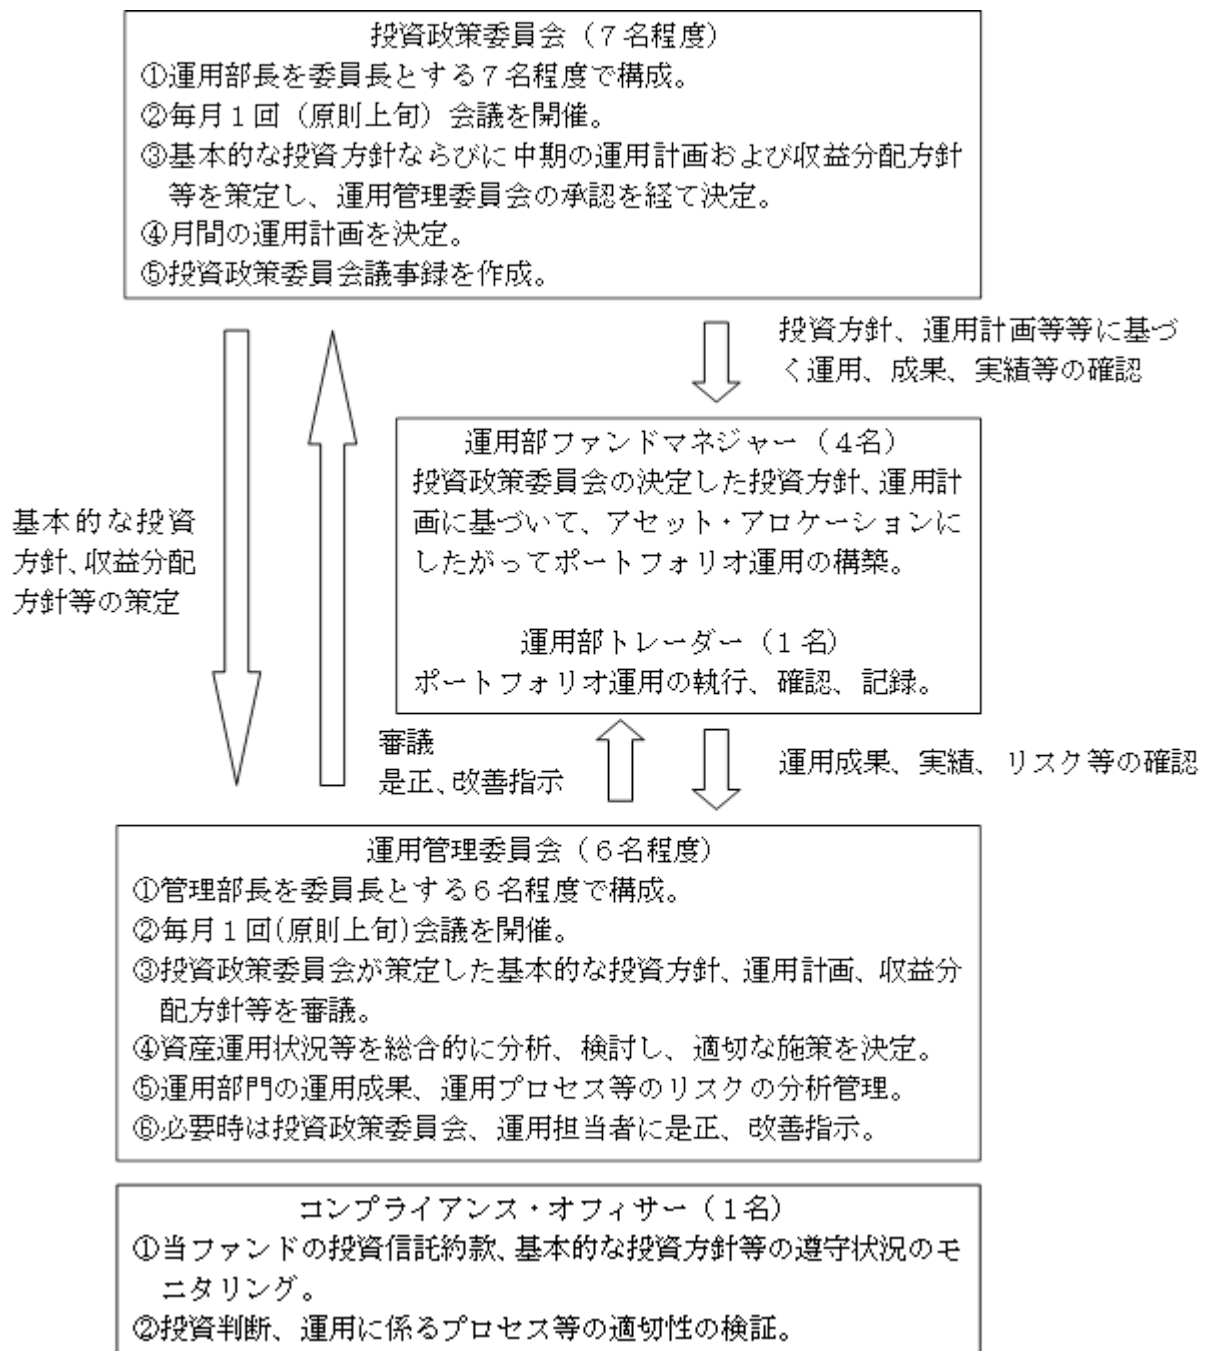 投資政策委員会（７名程度）
①運用部長を委員長とする７名程度で構成。
②毎月１回（原則上旬）会議を開催。
③基本的な投資方針ならびに中期の運用計画および収益分配方針
等を策定し、運用管理委員会の承認を経て決定。
④月間の運用計画を決定。
⑤投資政策委員会議事録を作成。
投資方針、運用計画等等に基づ
く運用、成果、実績等の確認
運用部ファンドマネジャー（４名）
投資政策委員会の決定した投資方針、運用計
画に基づいて、アセット・アロケーションに
したがってポートフォリオ運用の構築。
運用部トレーダー（１名）
ポートフォリオ運用の執行、確認、記録。
基本的な投資
方針、収益分配
方針等の策定
審議
是正、改善指示
運用成果、実績、リスク等の確認
運用管理委員会（６名程度）
①管理部長を委員長とする６名程度で構成。
②毎月１回(原則上旬)会議を開催。
③投資政策委員会が策定した基本的な投資方針、運用計画、収益分
配方針等を審議。
④資産運用状況等を総合的に分析、検討し、適切な施策を決定。
⑤運用部門の運用成果、運用プロセス等のリスクの分析管理。
⑥必要時は投資政策委員会、運用担当者に是正、改善指示。
コンプライアンス・オフィサー（１名）
①当ファンドの投資信託約款、基本的な投資方針等の遵守状況のモ
ニタリング。
②投資判断、運用に係るプロセス等の適切性の検証。